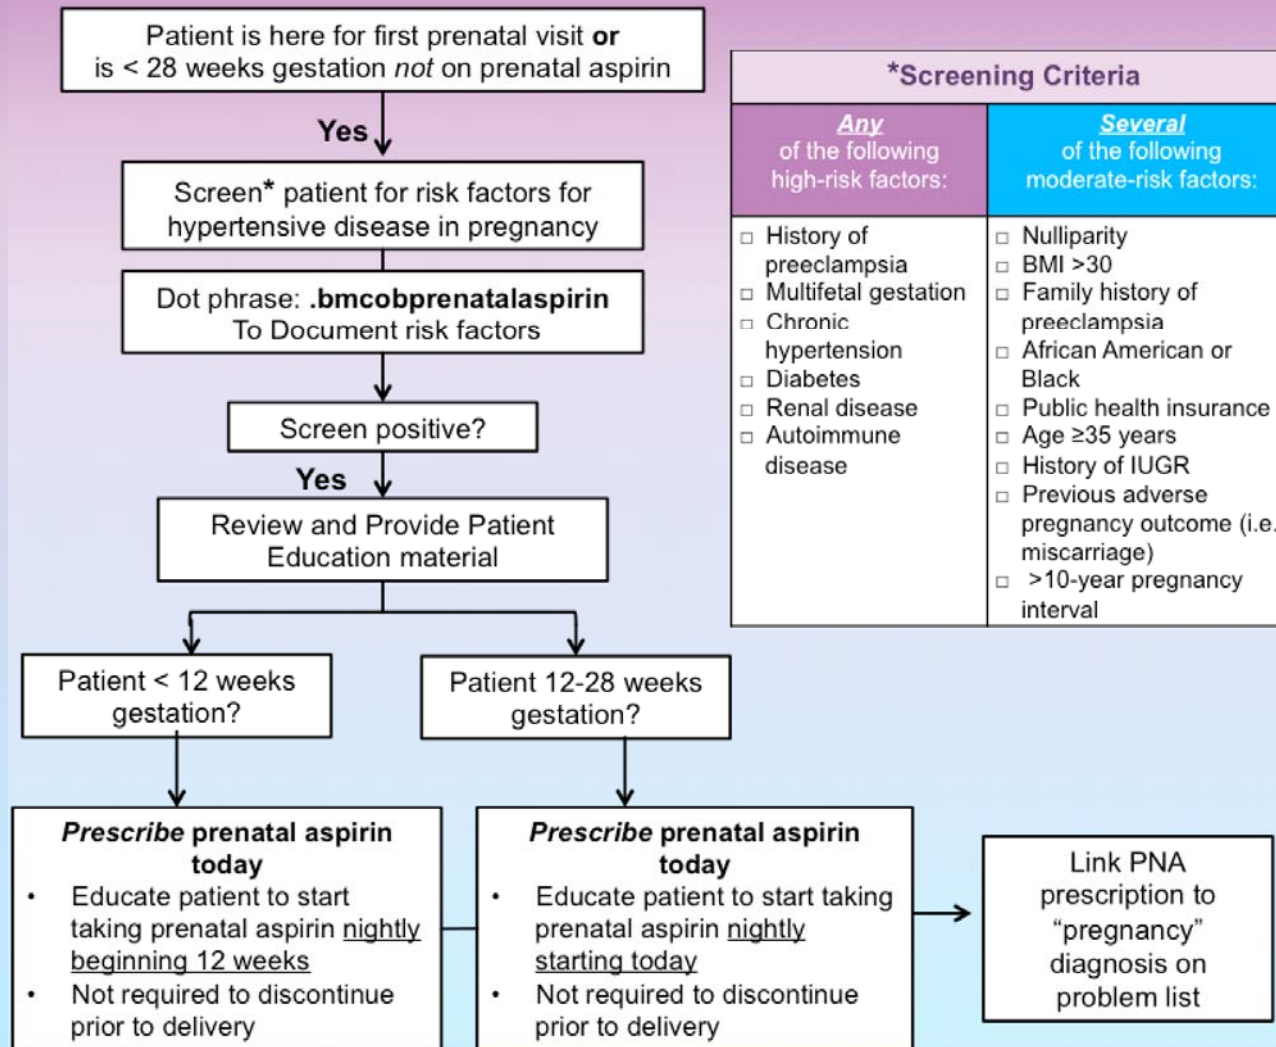 Patient is here for first prenatal visit or
is < 28 weeks gestation not on prenatal aspirin
Yes
Screen* patient for risk factors for
hypertensive disease in pregnancy
Dot phrase: .bmcobprenatalaspirin
To Document risk factors
Screen positive?
Yes
Review and Provide Patient
Education material
Patient < 12 weeks
gestation?
Patient 12-28 weeks
gestation?
Prescribe prenatal aspirin
today
• Educate patient to start
taking prenatal aspirin nightly
beginning 12 weeks
• Not required to discontinue
prior to delivery
Prescribe prenatal aspirin
today
• Educate patient to start taking
prenatal aspirin nightly
starting today
• Not required to discontinue
prior to delivery
Link PNA
prescription to
“pregnancy”
diagnosis on
problem list
*Screening Criteria
Any
of the following
high-risk factors:
□ History of
preeclampsia
□ Multifetal gestation
□ Chronic
hypertension
□ Diabetes
□ Renal disease
□ Autoimmune
disease
Several
of the following
moderate-risk factors:
□ Nulliparity
□ BMI >30
□ Family history of
preeclampsia
□ African American or
Black
□ Public health insurance
□ Age ≥35 years
□ History of IUGR
□ Previous adverse
pregnancy outcome (i.e.
miscarriage)
□ >10-year pregnancy
interval